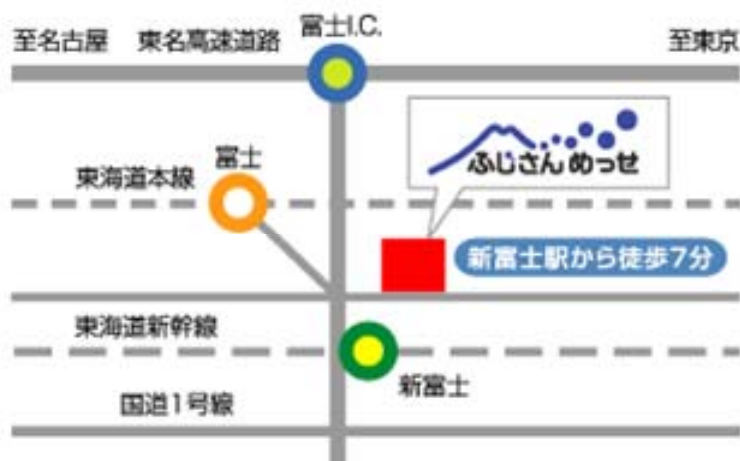 富士I.C.
至名古屋 東名高速道路 至東京
ふじさんめっせ
富士
東海道本線
新富士駅から徒歩7分
東海道新幹線
新富士
国道1号線